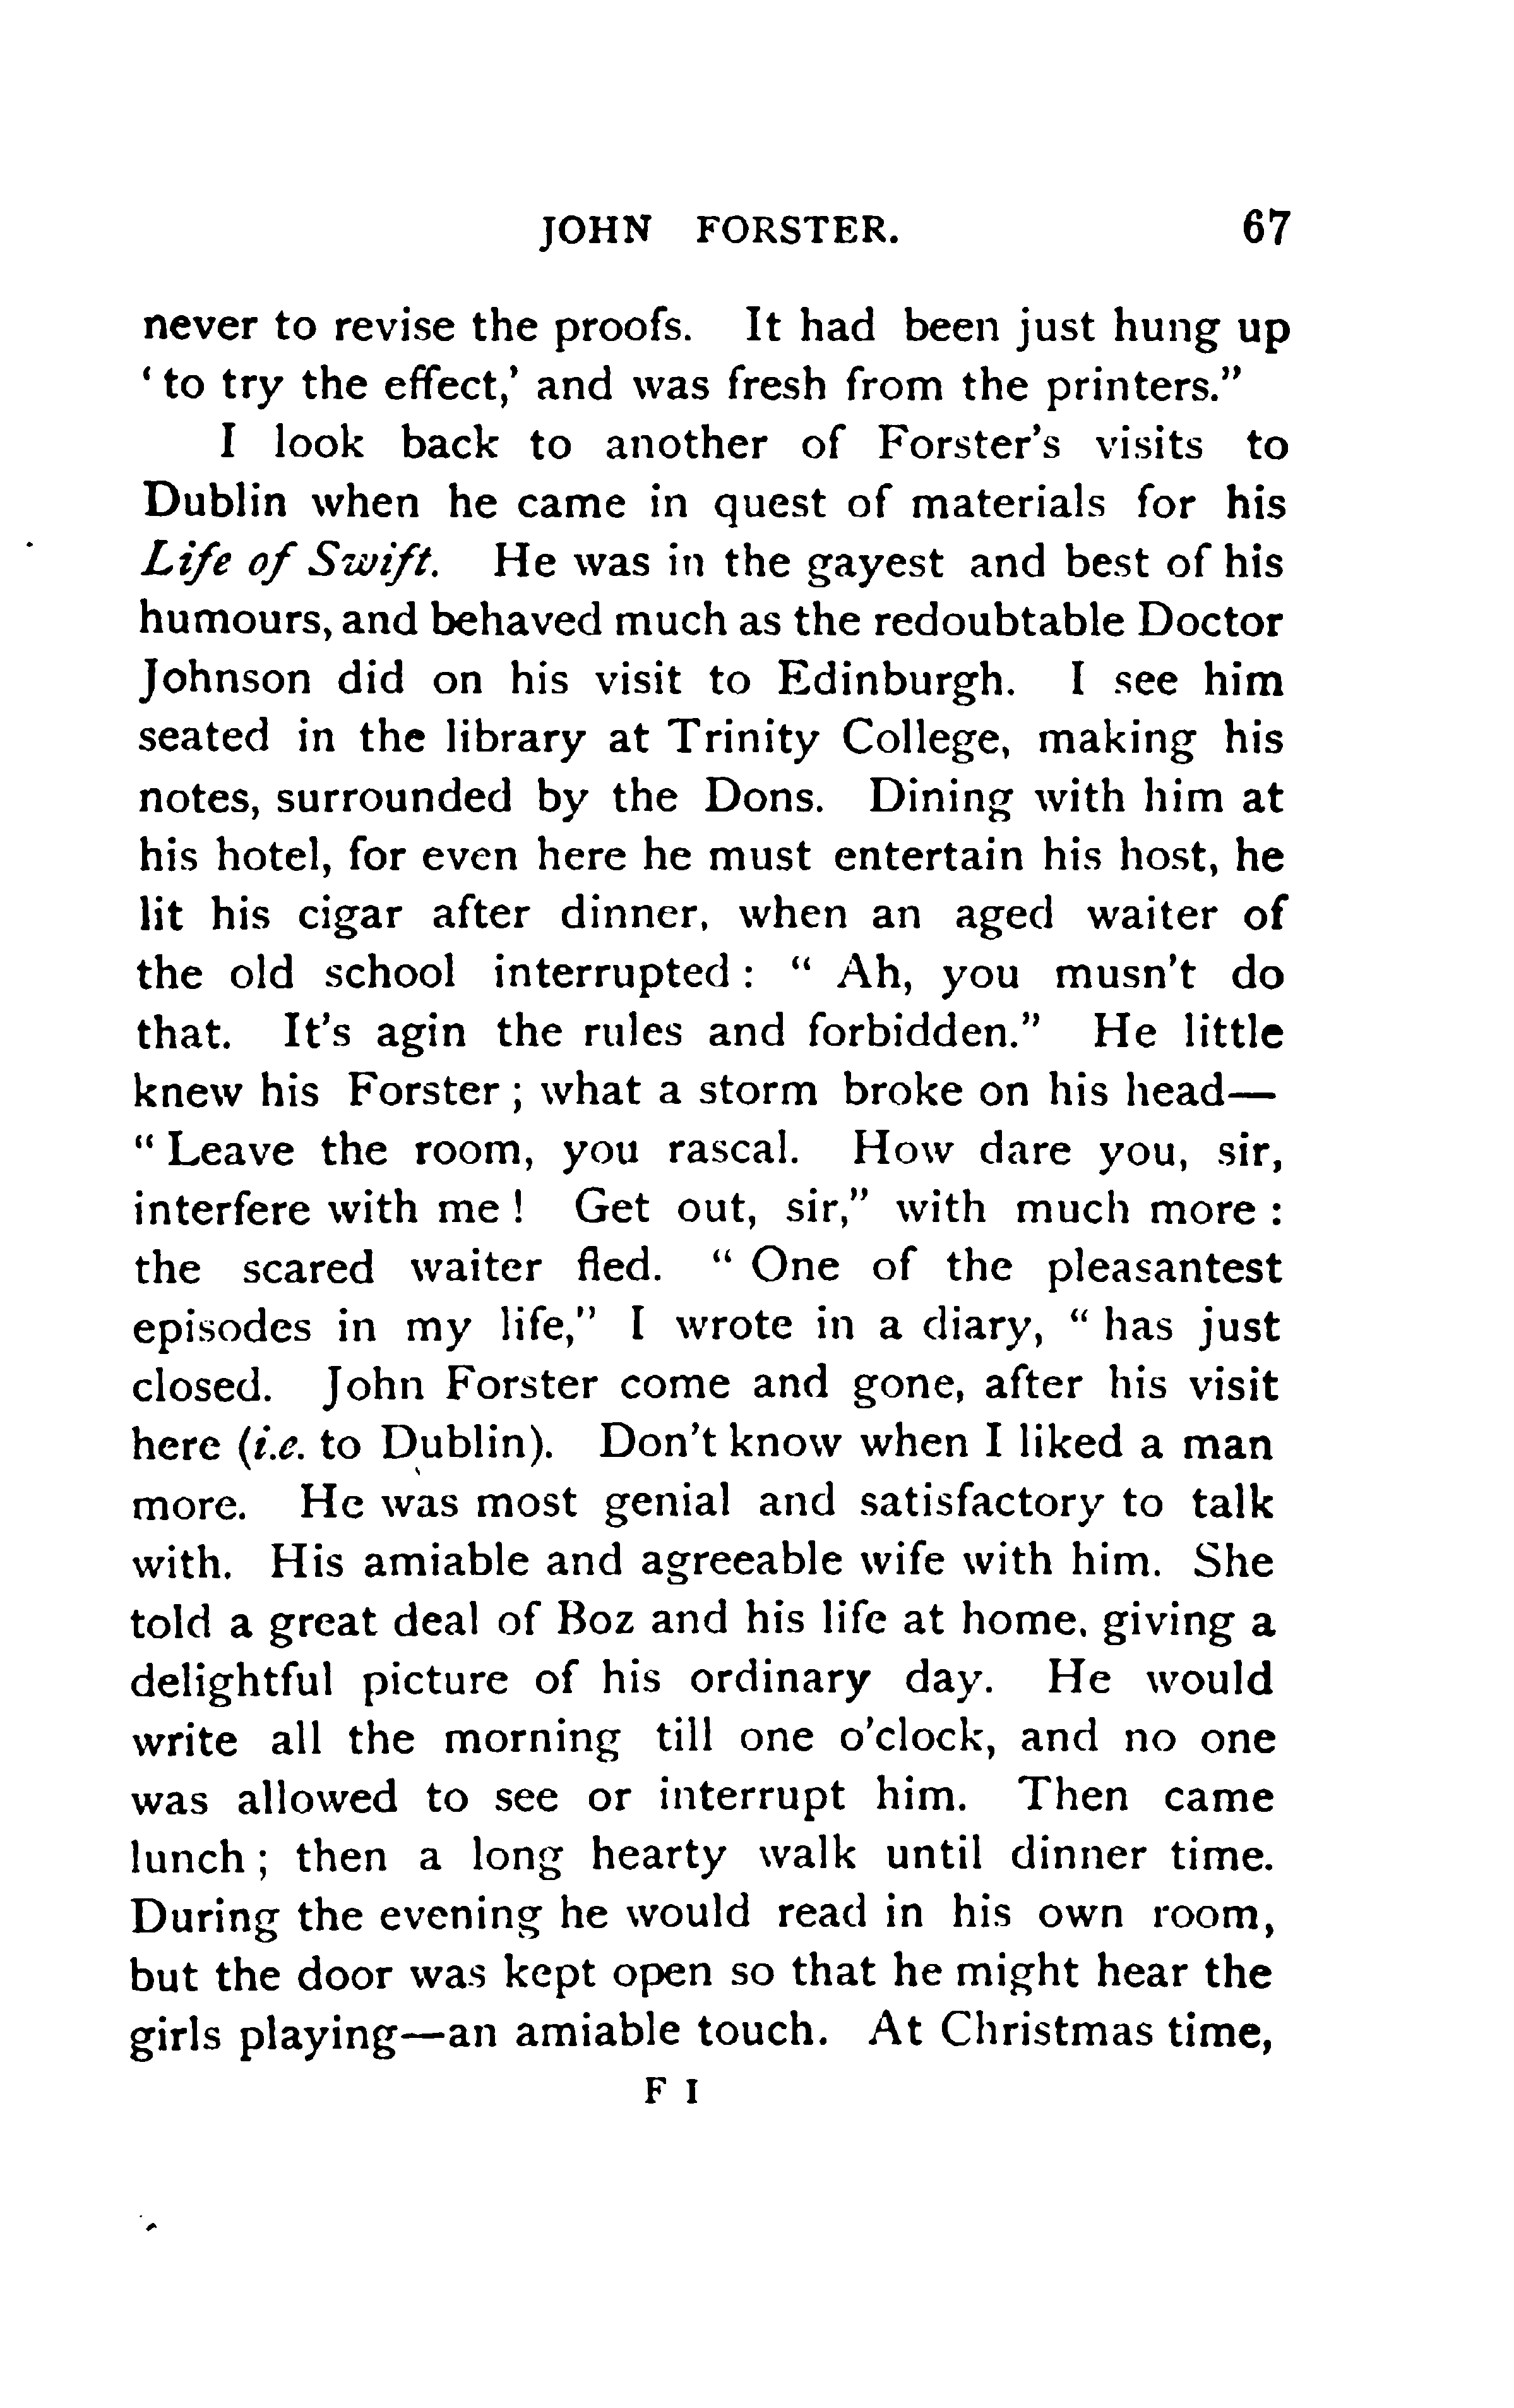 JOHN FORSTER. 67
never to revise the proofs. It had been just hung up
‘to try the effect,’ and was fresh from the printers.”
I look back to another of Forster’s visits to
Dublin when he came in quest of materials for his
Life of Swift. He was in the gayest and best of his
humours, and behaved much as the redoubtable Doctor
Johnson did on his visit to Edinburgh. I see him
seated in the library at Trinity College, making his
notes, surrounded by the Dons. Dining with him at
his hotel, for even here he must entertain his host, he
lit his cigar after dinner, when an aged waiter of
the old school interrupted : “ Ah, you musn’t do
that. It’s agin the rules and forbidden.” He little
knew his Forster ; what a storm broke on his head—
“ Leave the room, you rascal. How dare you, sir,
interfere with me ! Get out, sir,” with much more :
the scared waiter fled. “ One of the pleasantest
episodes in my life,” I wrote in a diary, “ has just
closed. John Forster come and gone, after his visit
here (i.e. to Dublin). Don’t know when I liked a man
more. He was most genial and satisfactory to talk
with. His amiable and agreeable wife with him. She
told a great deal of Boz and his life at home, giving a
delightful picture of his ordinary day. He would
write all the morning till one o’clock, and no one
was allowed to see or interrupt him. Then came
lunch ; then a long hearty walk until dinner time.
During the evening he would read in his own room,
but the door was kept open so that he might hear the
girls playing—an amiable touch. At Christmas time,
F I